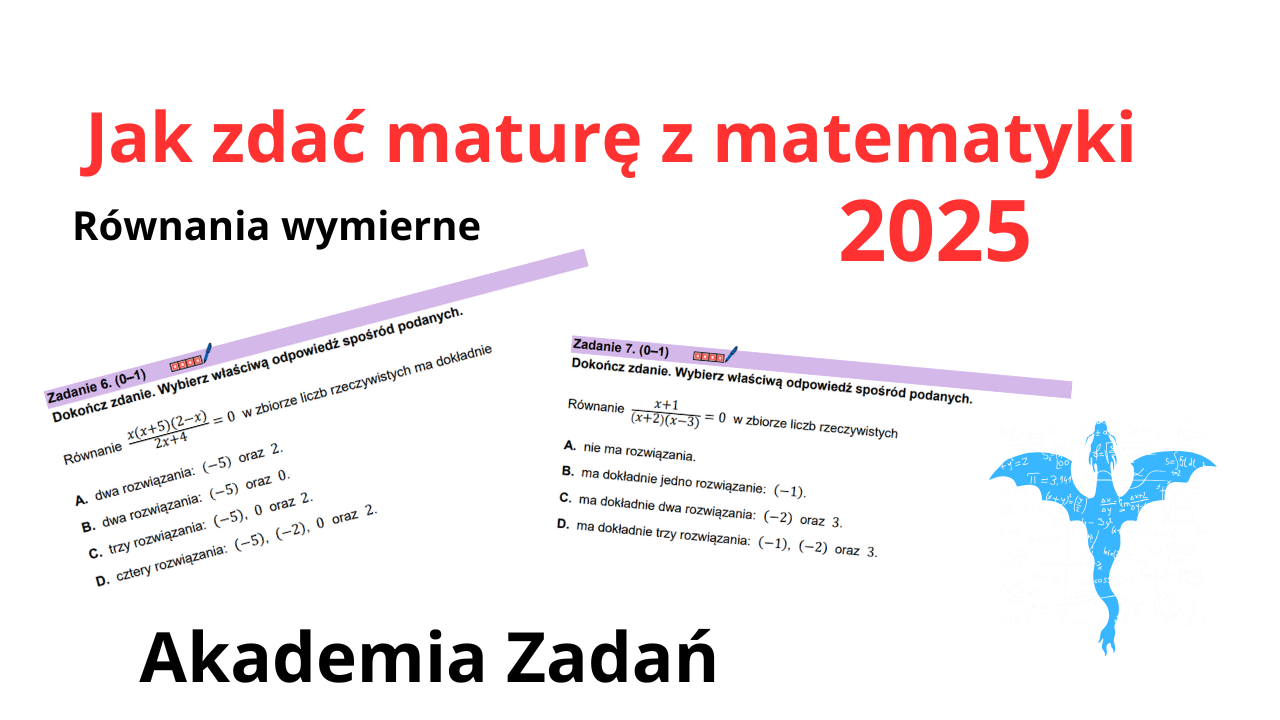 Jak zdać maturę z matematyki
2025
Równania wymierne
Zadanie 6. (0–1)
Dokończ zdanie. Wybierz właściwą odpowiedź spośród podanych.
Równanie x(x+5)(2−x)/2x+4 = 0 w zbiorze liczb rzeczywistych ma dokładnie
A. dwa rozwiązania: (−5) oraz 2.
B. dwa rozwiązania: (−5) oraz 0.
C. trzy rozwiązania: (−5), 0 oraz 2.
D. cztery rozwiązania: (−5), (−2), 0 oraz 2.
Zadanie 7. (0–1)
Dokończ zdanie. Wybierz właściwą odpowiedź spośród podanych.
Równanie x+1/(x+2)(x−3) = 0 w zbiorze liczb rzeczywistych
A. nie ma rozwiązania.
B. ma dokładnie jedno rozwiązanie: (−1).
C. ma dokładnie dwa rozwiązania: (−2) oraz 3.
D. ma dokładnie trzy rozwiązania: (−1), (−2) oraz 3.
Akademia Zadań